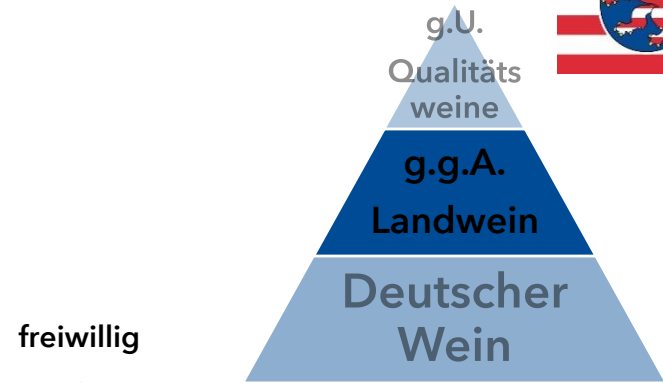 g.U.
Qualitäts
weine
g.g.A.
Landwein
Deutscher
Wein
freiwillig